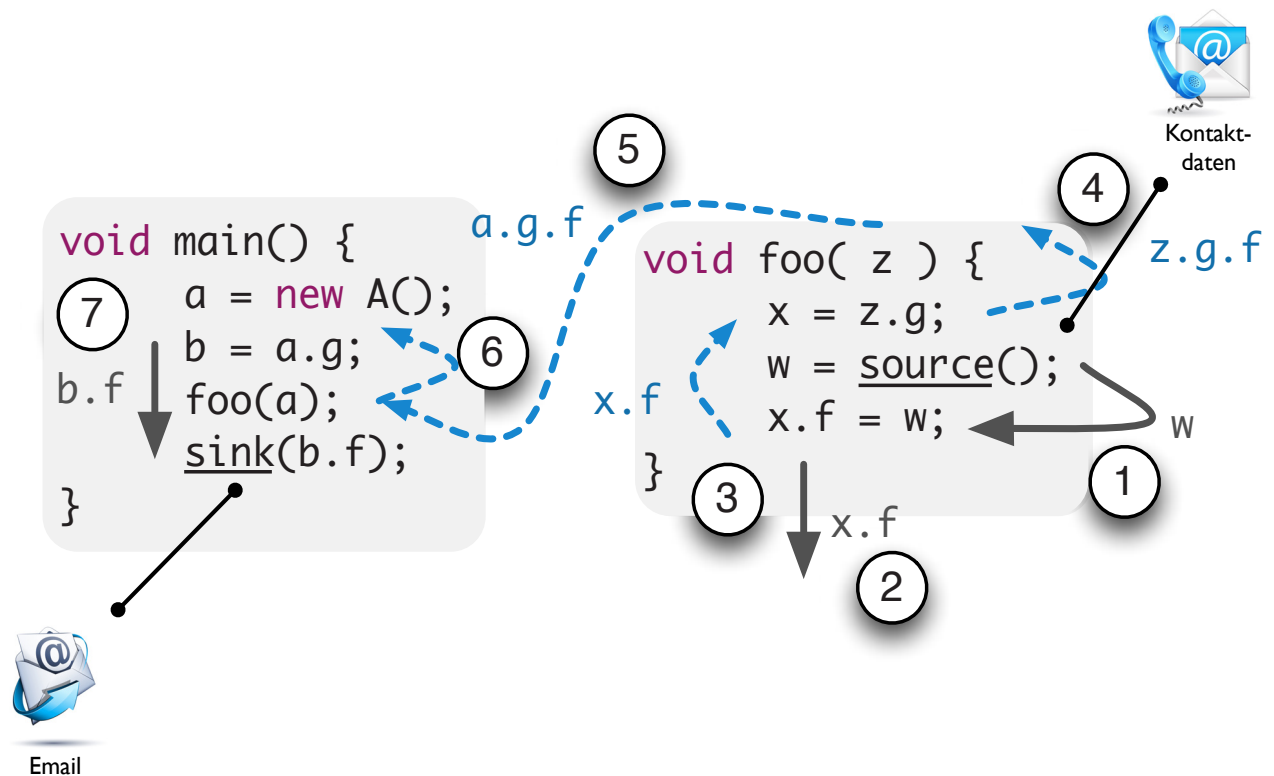 Kontakt-
daten
5
4
a.g.f
z.g.f
void main() {
a = new A();
b = a.g;
foo(a);
sink(b.f);
}
7
b.f
6
void foo( z ) {
x = z.g;
w = source();
x.f = w;
}
x.f
w
1
3
x.f
2
@
@
Email